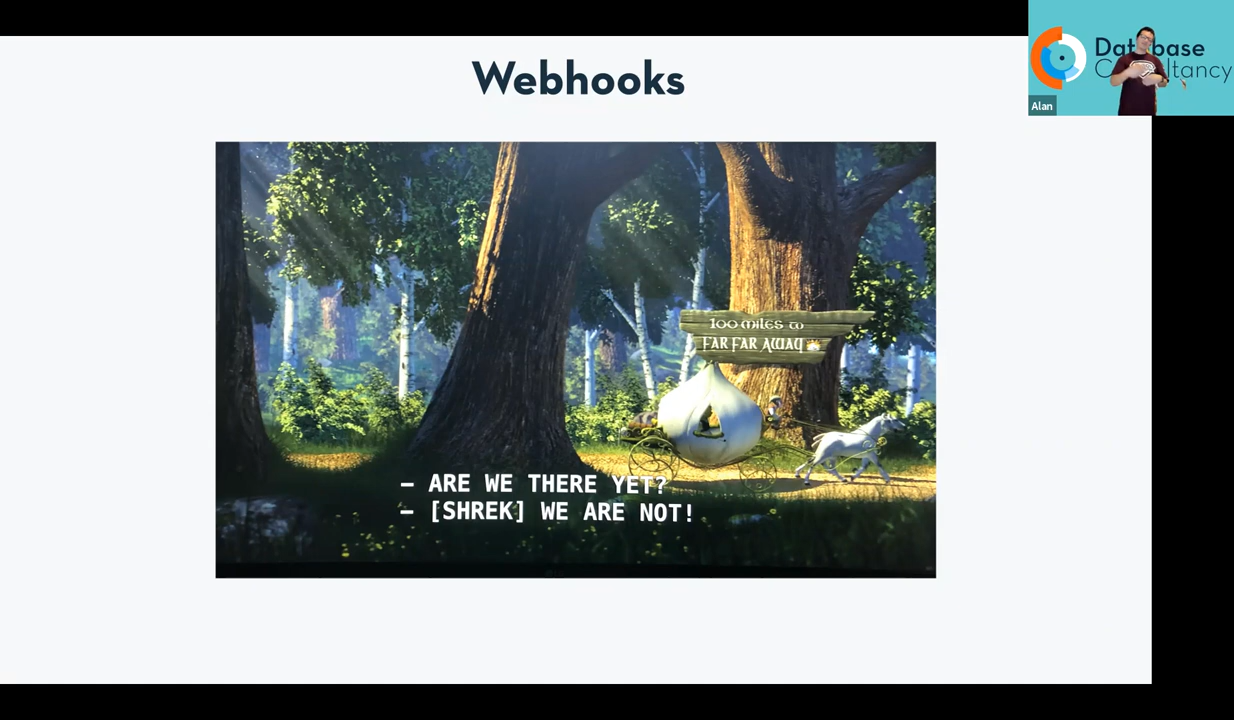 Webhooks
Database
Consultancy
Alan
100 miles to
FAR FAR AWAY
– ARE WE THERE YET?
– [SHREK] WE ARE NOT!